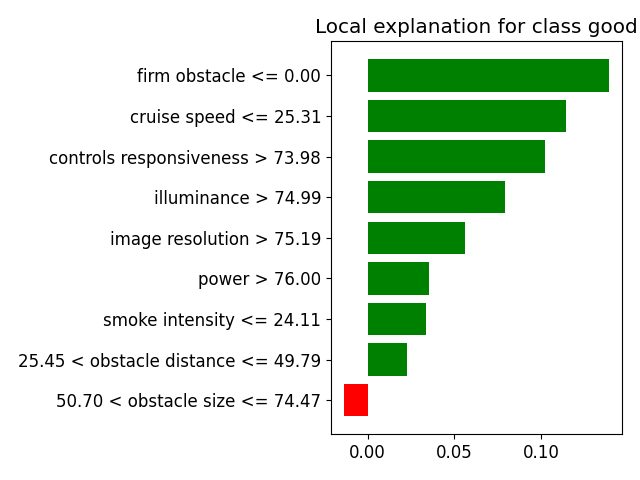 Local explanation for class good
firm obstacle <= 0.00
cruise speed <= 25.31
controls responsiveness > 73.98
illuminance > 74.99
image resolution > 75.19
power > 76.00
smoke intensity <= 24.11
25.45 < obstacle distance <= 49.79
50.70 < obstacle size <= 74.47
0.00 0.05 0.10